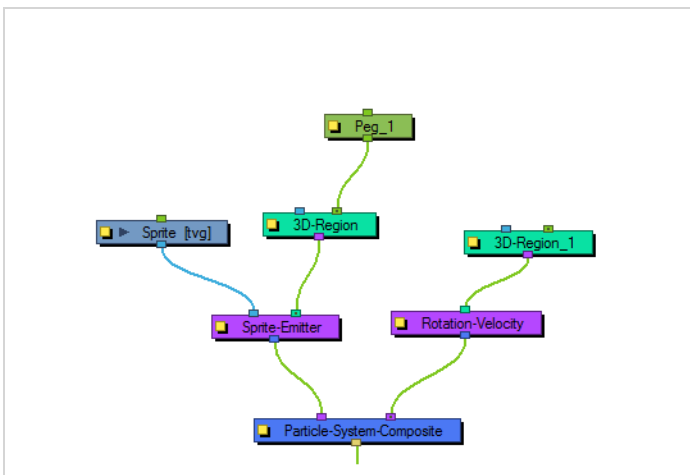 Peg_1
Sprite [tvg]
3D-Region
3D-Region_1
Sprite-Emitter
Rotation-Velocity
Particle-System-Composite